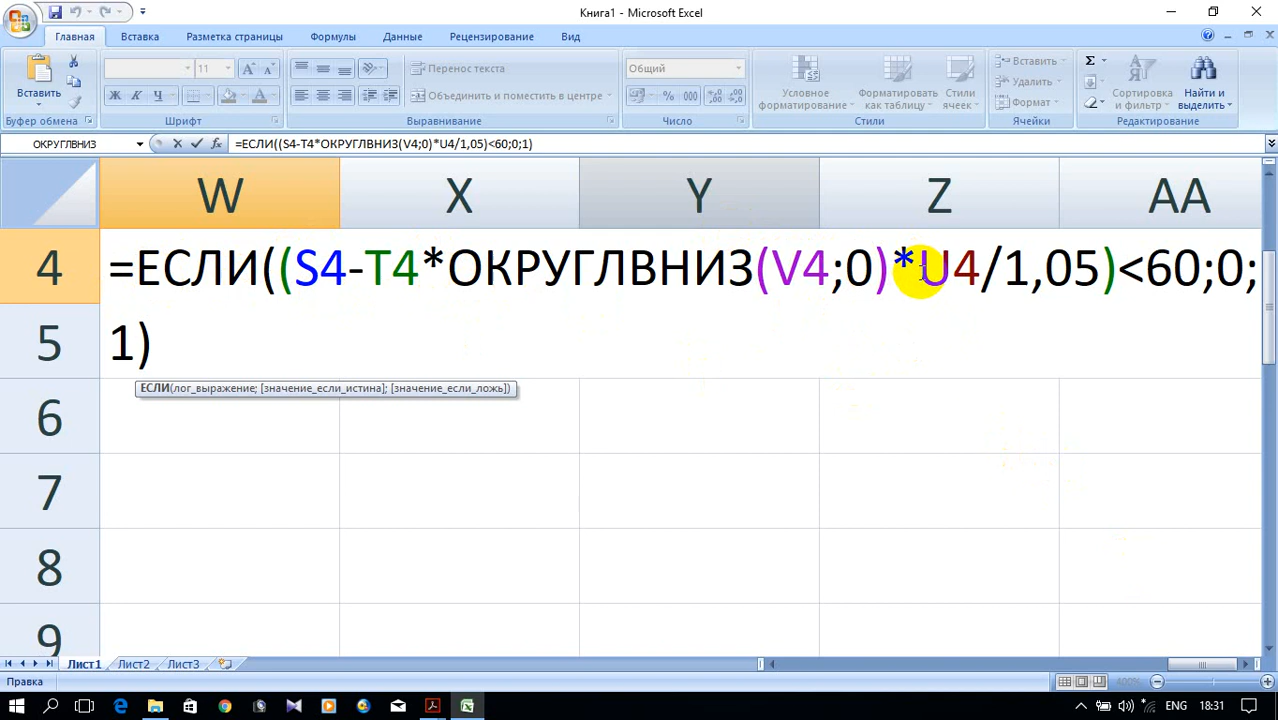 Книга1 - Microsoft Excel
Главная Вставка Разметка страницы Формулы Данные Рецензирование Вид
Вставить
Буфер обмена
11
Ж К Ч
Шрифт
Перенос текста
Объединить и поместить в центре
Выравнивание
Общий
% 000
Число
Условное форматирование
Форматировать как таблицу
Стили ячеек
Стили
Вставить
Удалить
Формат
Ячейки
Σ
Сортировка и фильтр
Найти и выделить
Редактирование
ОКРУГЛВНИЗ fx =ЕСЛИ((S4-T4*ОКРУГЛВНИЗ(V4;0)*U4/1,05)<60;0;1)
W X Y Z AA
4 =ЕСЛИ((S4-T4*ОКРУГЛВНИЗ(V4;0)*U4/1,05)<60;0;
5 1)
ЕСЛИ(лог_выражение; [значение_если_истина]; [значение_если_ложь])
6
7
8
9
Лист1 Лист2 Лист3
Правка 400%
ENG 18:31